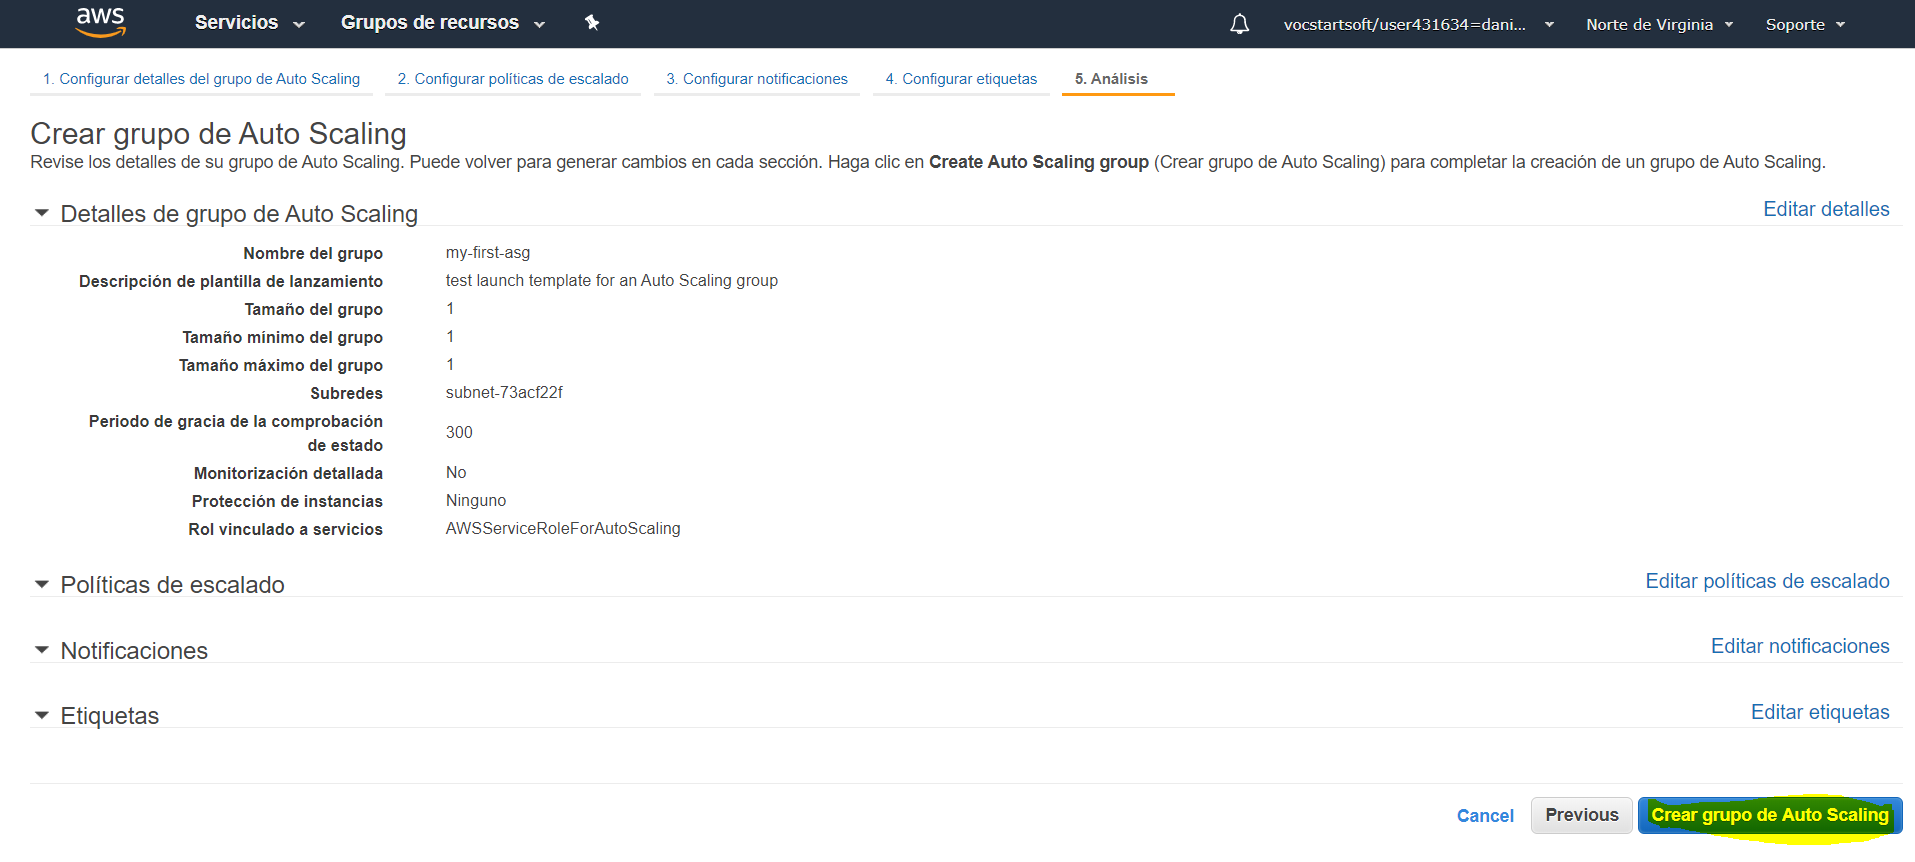 aws Servicios Grupos de recursos vocstartsoft/user431634=dani... Norte de Virginia Soporte
1. Configurar detalles del grupo de Auto Scaling 2. Configurar políticas de escalado 3. Configurar notificaciones 4. Configurar etiquetas 5. Análisis
Crear grupo de Auto Scaling
Revise los detalles de su grupo de Auto Scaling. Puede volver para generar cambios en cada sección. Haga clic en Create Auto Scaling group (Crear grupo de Auto Scaling) para completar la creación de un grupo de Auto Scaling.
Detalles de grupo de Auto Scaling Editar detalles
Nombre del grupo my-first-asg
Descripción de plantilla de lanzamiento test launch template for an Auto Scaling group
Tamaño del grupo 1
Tamaño mínimo del grupo 1
Tamaño máximo del grupo 1
Subredes subnet-73acf22f
Periodo de gracia de la comprobación
de estado 300
Monitorización detallada No
Protección de instancias Ninguno
Rol vinculado a servicios AWSServiceRoleForAutoScaling
Políticas de escalado Editar políticas de escalado
Notificaciones Editar notificaciones
Etiquetas Editar etiquetas
Cancel Previous Crear grupo de Auto Scaling